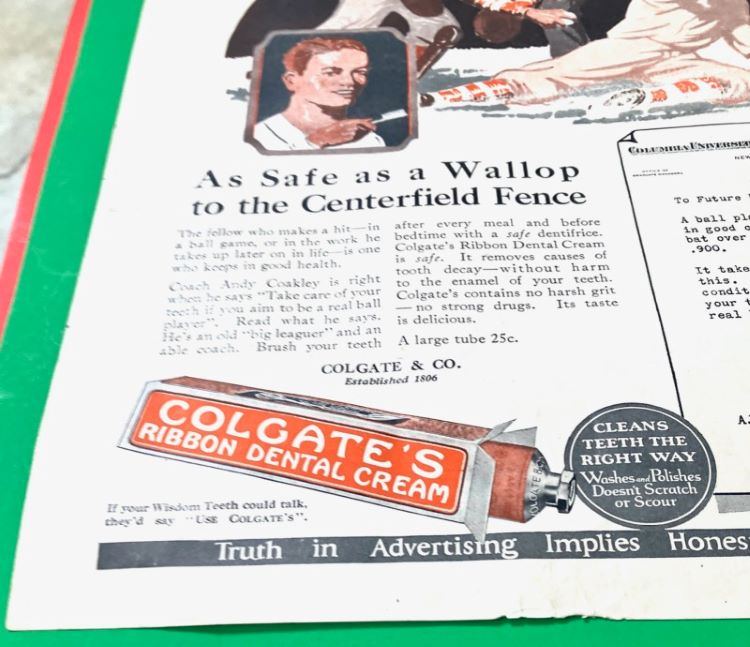 As Safe as a Wallop
to the Centerfield Fence
The fellow who makes a hit—in
a ball game, or in the work he
takes up later on in life—is one
who keeps in good health.
Coach Andy Coakley is right
when he says "Take care of your
teeth if you aim to be a real ball
player". Read what he says.
He's an old "big leaguer" and an
able coach. Brush your teeth
after every meal and before
bedtime with a safe dentifrice.
Colgate's Ribbon Dental Cream
is safe. It removes causes of
tooth decay—without harm
to the enamel of your teeth.
Colgate's contains no harsh grit
—no strong drugs. Its taste
is delicious.
A large tube 25c.
COLGATE & CO.
Established 1806
COLUMBIA UNIVERSIT
NEW
OFFICE OF
To Future
A ball pla
in good c
bat over
.900.
It take
this.
condit
your t
real
A.
COLGATE'S
RIBBON DENTAL CREAM
COLGATE &
CLEANS
TEETH THE
RIGHT WAY
Washes and Polishes
Doesn't Scratch
or Scour
If your Wisdom Teeth could talk,
they'd say "USE COLGATE'S".
Truth in Advertising Implies Hones